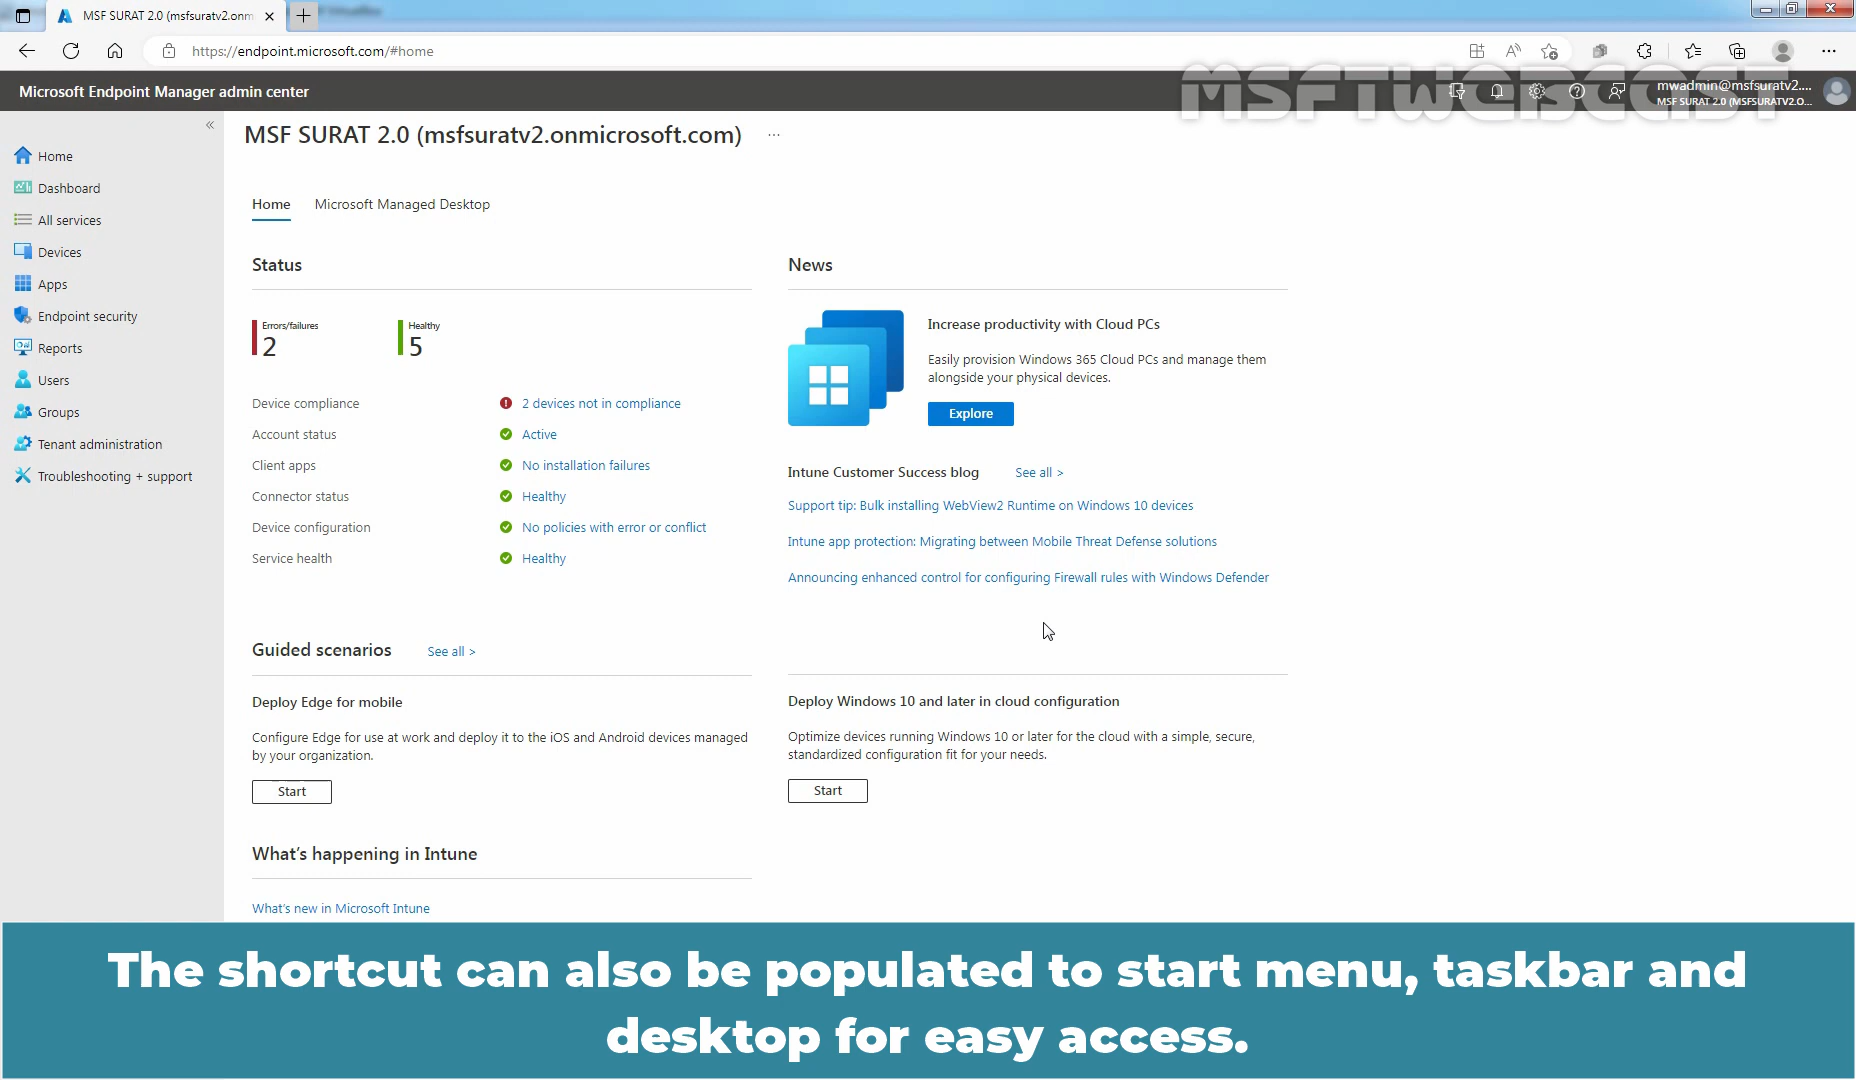 MSF SURAT 2.0 (msfsuratv2.onm
https://endpoint.microsoft.com/#home
Microsoft Endpoint Manager admin center
MSFTWEBCAST
mwadmin@msfsuratv2....
MSF SURAT 2.0 (MSFSURATV2.O...
MSF SURAT 2.0 (msfsuratv2.onmicrosoft.com)
Home
Dashboard
All services
Devices
Apps
Endpoint security
Reports
Users
Groups
Tenant administration
Troubleshooting + support
Home
Microsoft Managed Desktop
Status
Errors/failures
2
Healthy
5
Device compliance
2 devices not in compliance
Account status
Active
Client apps
No installation failures
Connector status
Healthy
Device configuration
No policies with error or conflict
Service health
Healthy
News
Increase productivity with Cloud PCs
Easily provision Windows 365 Cloud PCs and manage them
alongside your physical devices.
Explore
Intune Customer Success blog
See all >
Support tip: Bulk installing WebView2 Runtime on Windows 10 devices
Intune app protection: Migrating between Mobile Threat Defense solutions
Announcing enhanced control for configuring Firewall rules with Windows Defender
Guided scenarios
See all >
Deploy Edge for mobile
Configure Edge for use at work and deploy it to the iOS and Android devices managed
by your organization.
Start
Deploy Windows 10 and later in cloud configuration
Optimize devices running Windows 10 or later for the cloud with a simple, secure,
standardized configuration fit for your needs.
Start
What's happening in Intune
What's new in Microsoft Intune
The shortcut can also be populated to start menu, taskbar and
desktop for easy access.